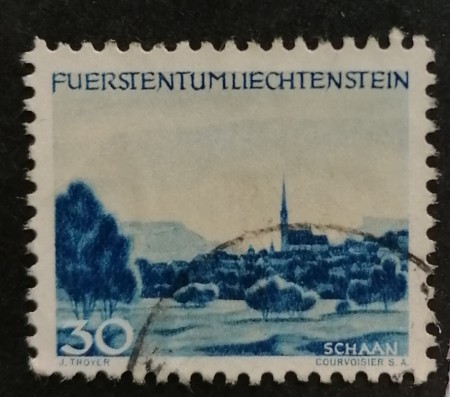 FUERSTENTUM LIECHTENSTEIN
30
SCHAAN
J. TROYER
COURVOISIER S.A.